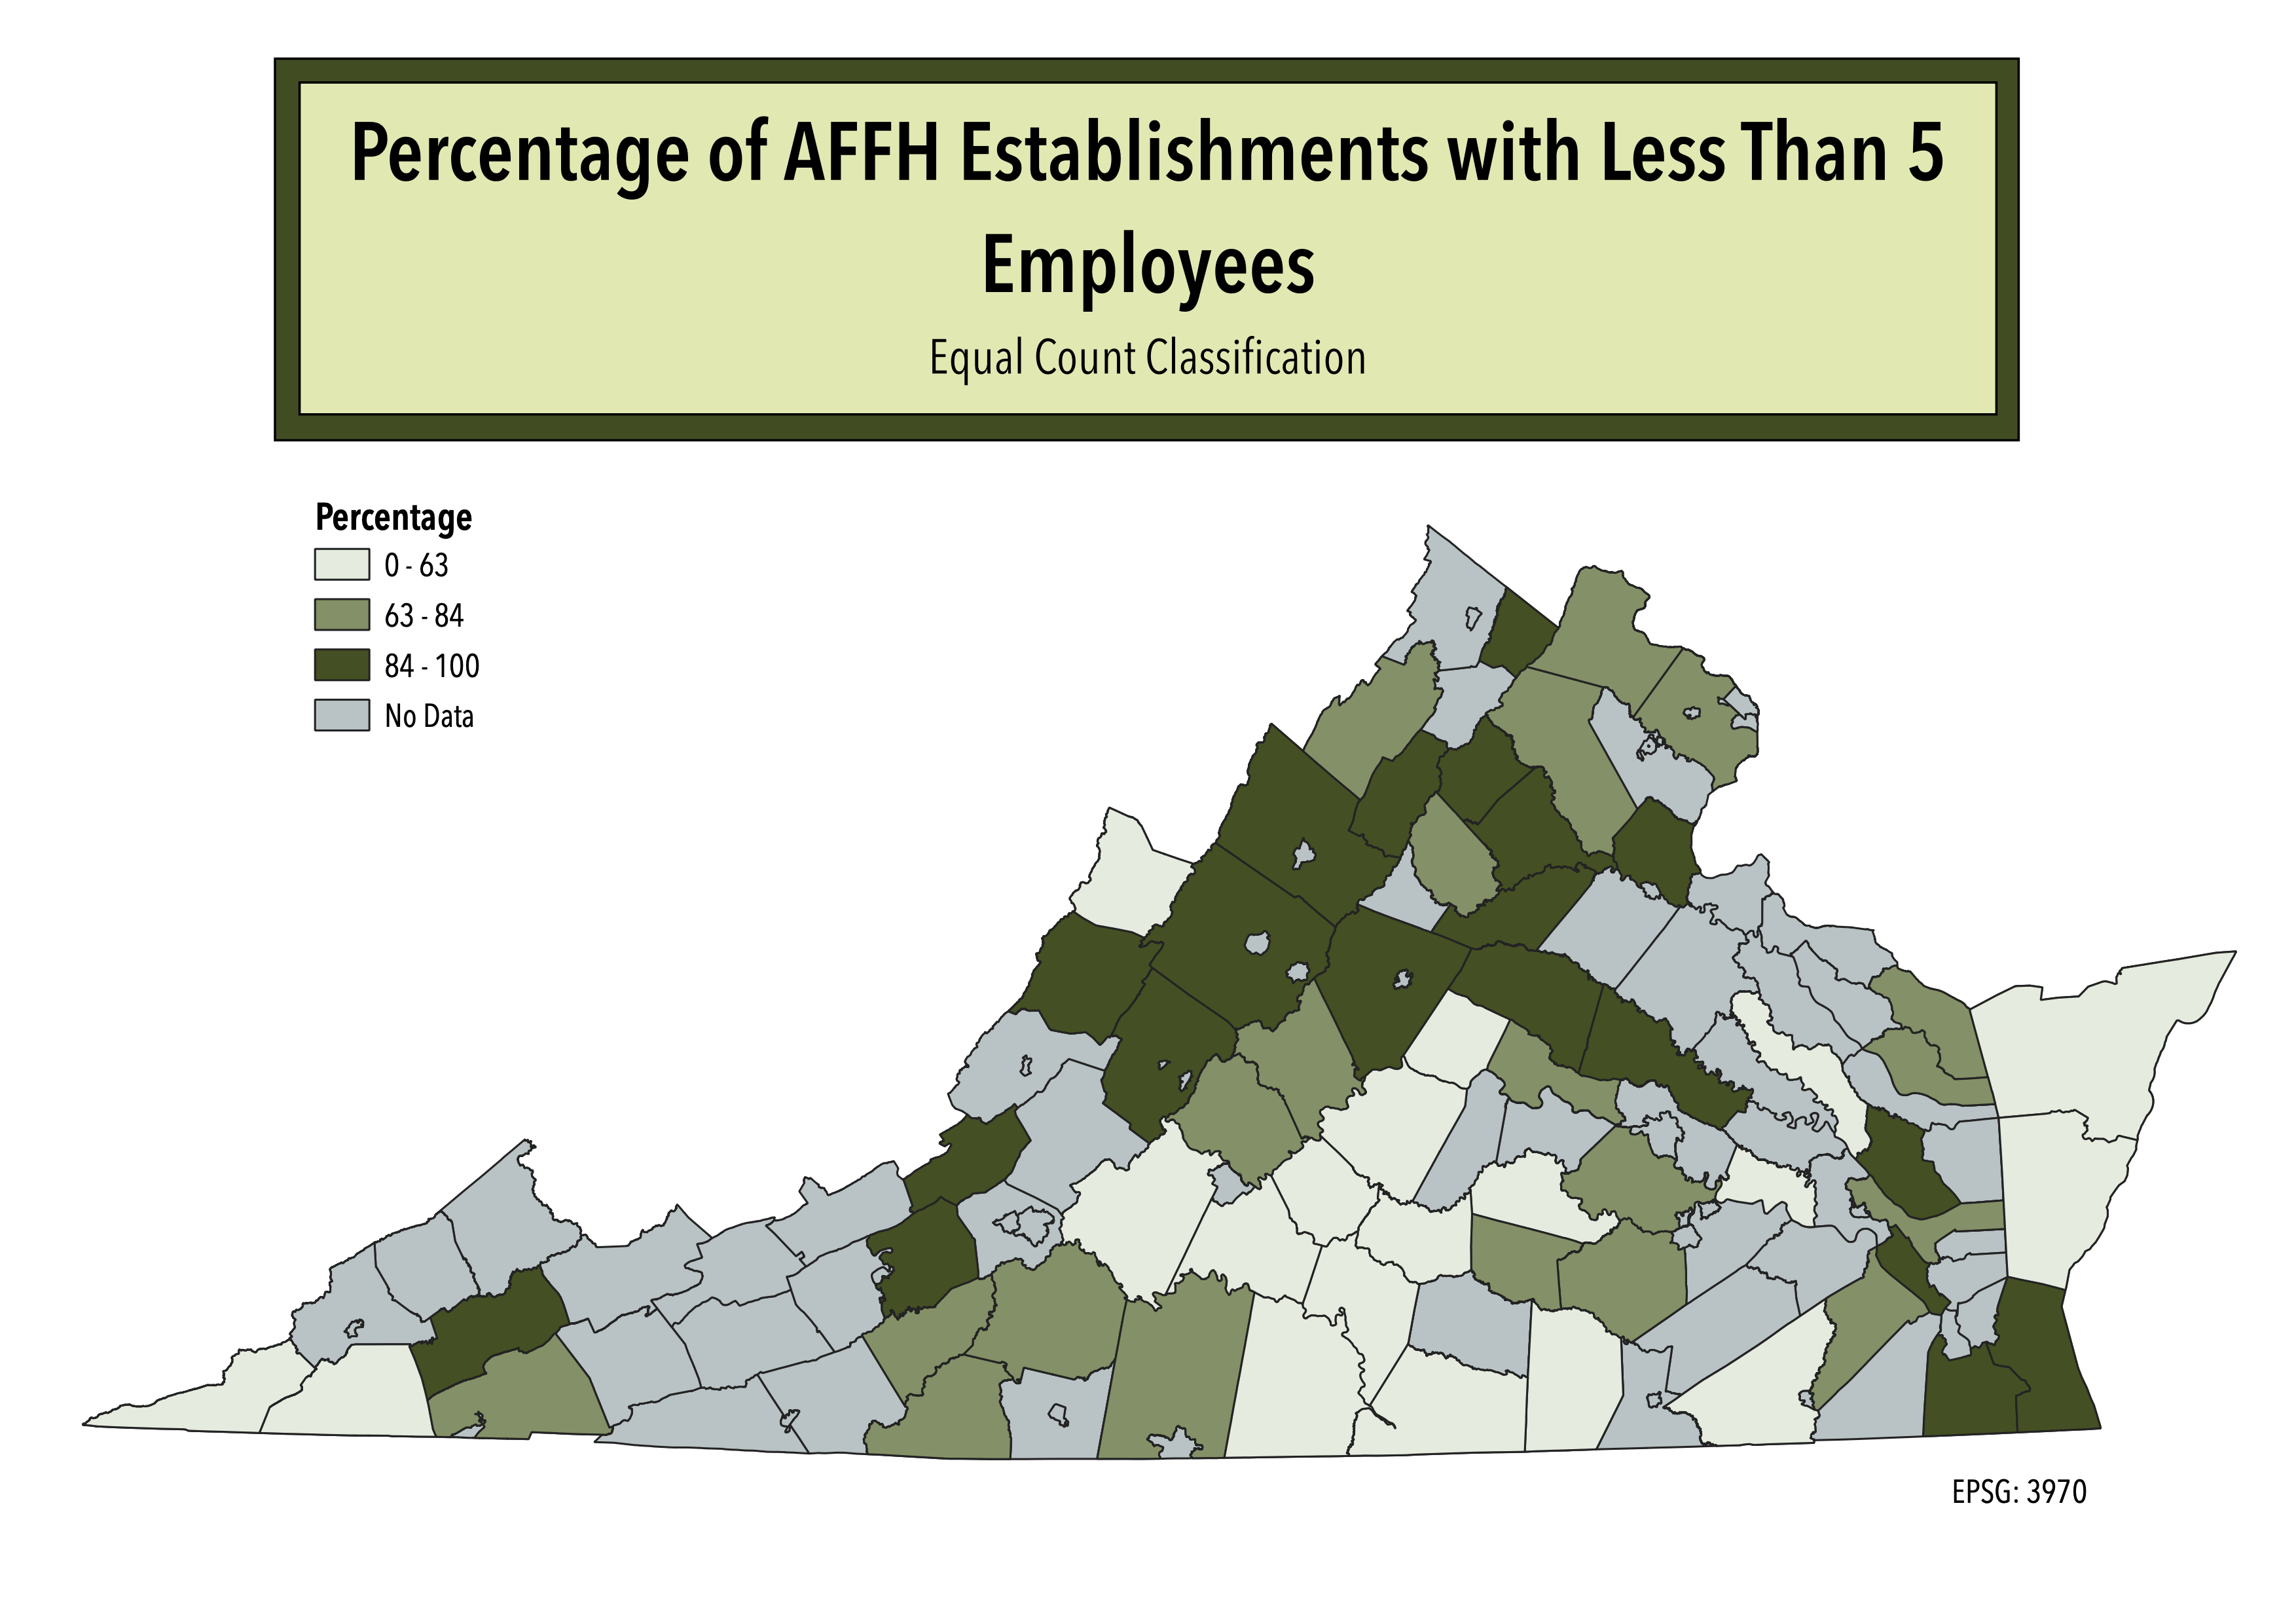 Percentage of AFFH Establishments with Less Than 5
Employees
Equal Count Classification
Percentage
0 - 63
63 - 84
84 - 100
No Data
EPSG: 3970